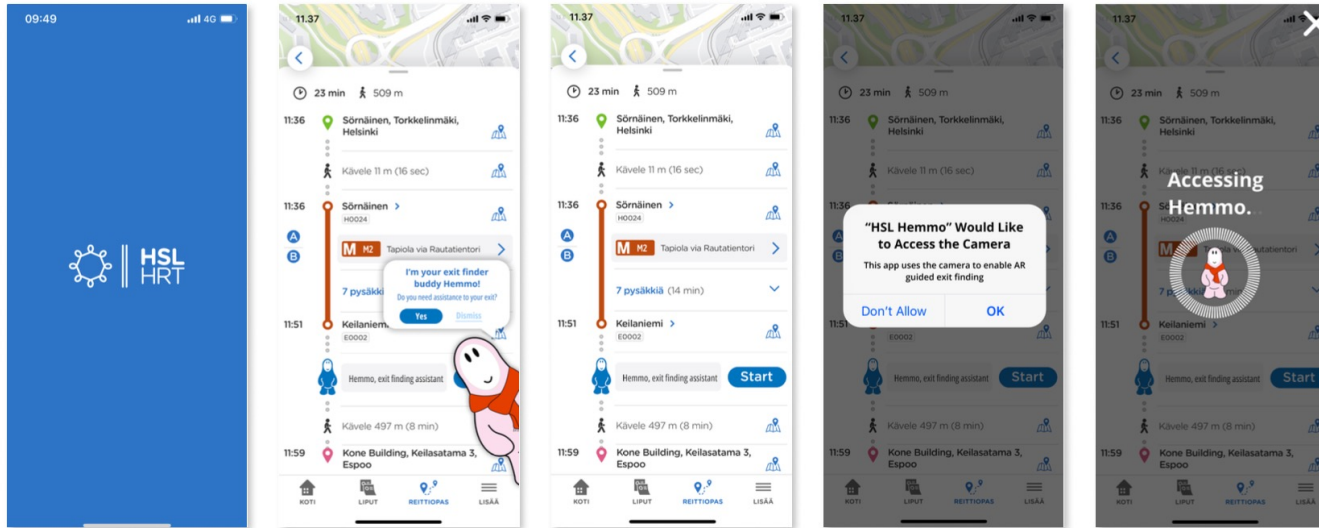 09:49
4G
HSL
HRT
11.37
23 min 509 m
11:36
Sörnäinen, Torkkelinmäki,
Helsinki
Kävele 11 m (16 sec)
11:36
Sörnäinen >
H0024
A
B
M M2 Tapiola via Rautatientori
I'm your exit finder
buddy Hemmo!
Do you need assistance to your exit?
Yes Dismiss
7 pysäkki
11:51
Keilaniem
E0002
Hemmo, exit finding assistant
Kävele 497 m (8 min)
11:59
Kone Building, Keilasatama 3,
Espoo
KOTI LIPUT REITTIOPAS LISÄÄ
11.37
23 min 509 m
11:36
Sörnäinen, Torkkelinmäki,
Helsinki
Kävele 11 m (16 sec)
11:36
Sörnäinen >
H0024
A
B
M M2 Tapiola via Rautatientori
7 pysäkkiä (14 min)
11:51
Keilaniemi >
E0002
Hemmo, exit finding assistant Start
Kävele 497 m (8 min)
11:59
Kone Building, Keilasatama 3,
Espoo
KOTI LIPUT REITTIOPAS LISÄÄ
11.37
23 min 509 m
11:36
Sörnäinen, Torkkelinmäki,
Helsinki
Kävele 11 m (16 sec)
11:36
A
B
"HSL Hemmo" Would Like
to Access the Camera
This app uses the camera to enable AR
guided exit finding
Don't Allow OK
11:51
E0002
Hemmo, exit finding assistant Start
Kävele 497 m (8 min)
11:59
Kone Building, Keilasatama 3,
Espoo
KOTI LIPUT REITTIOPAS LISÄÄ
11.37
23 min 509 m
11:36
Sörnäinen, Torkkelinmäki,
Helsinki
Accessing
Hemmo.
11:36
H0024
A
B
M M2
11:51
Keilaniemi >
E0002
Hemmo, exit finding assistant Start
Kävele 497 m (8 min)
11:59
Kone Building, Keilasatama 3,
Espoo
KOTI LIPUT REITTIOPAS LISÄÄ